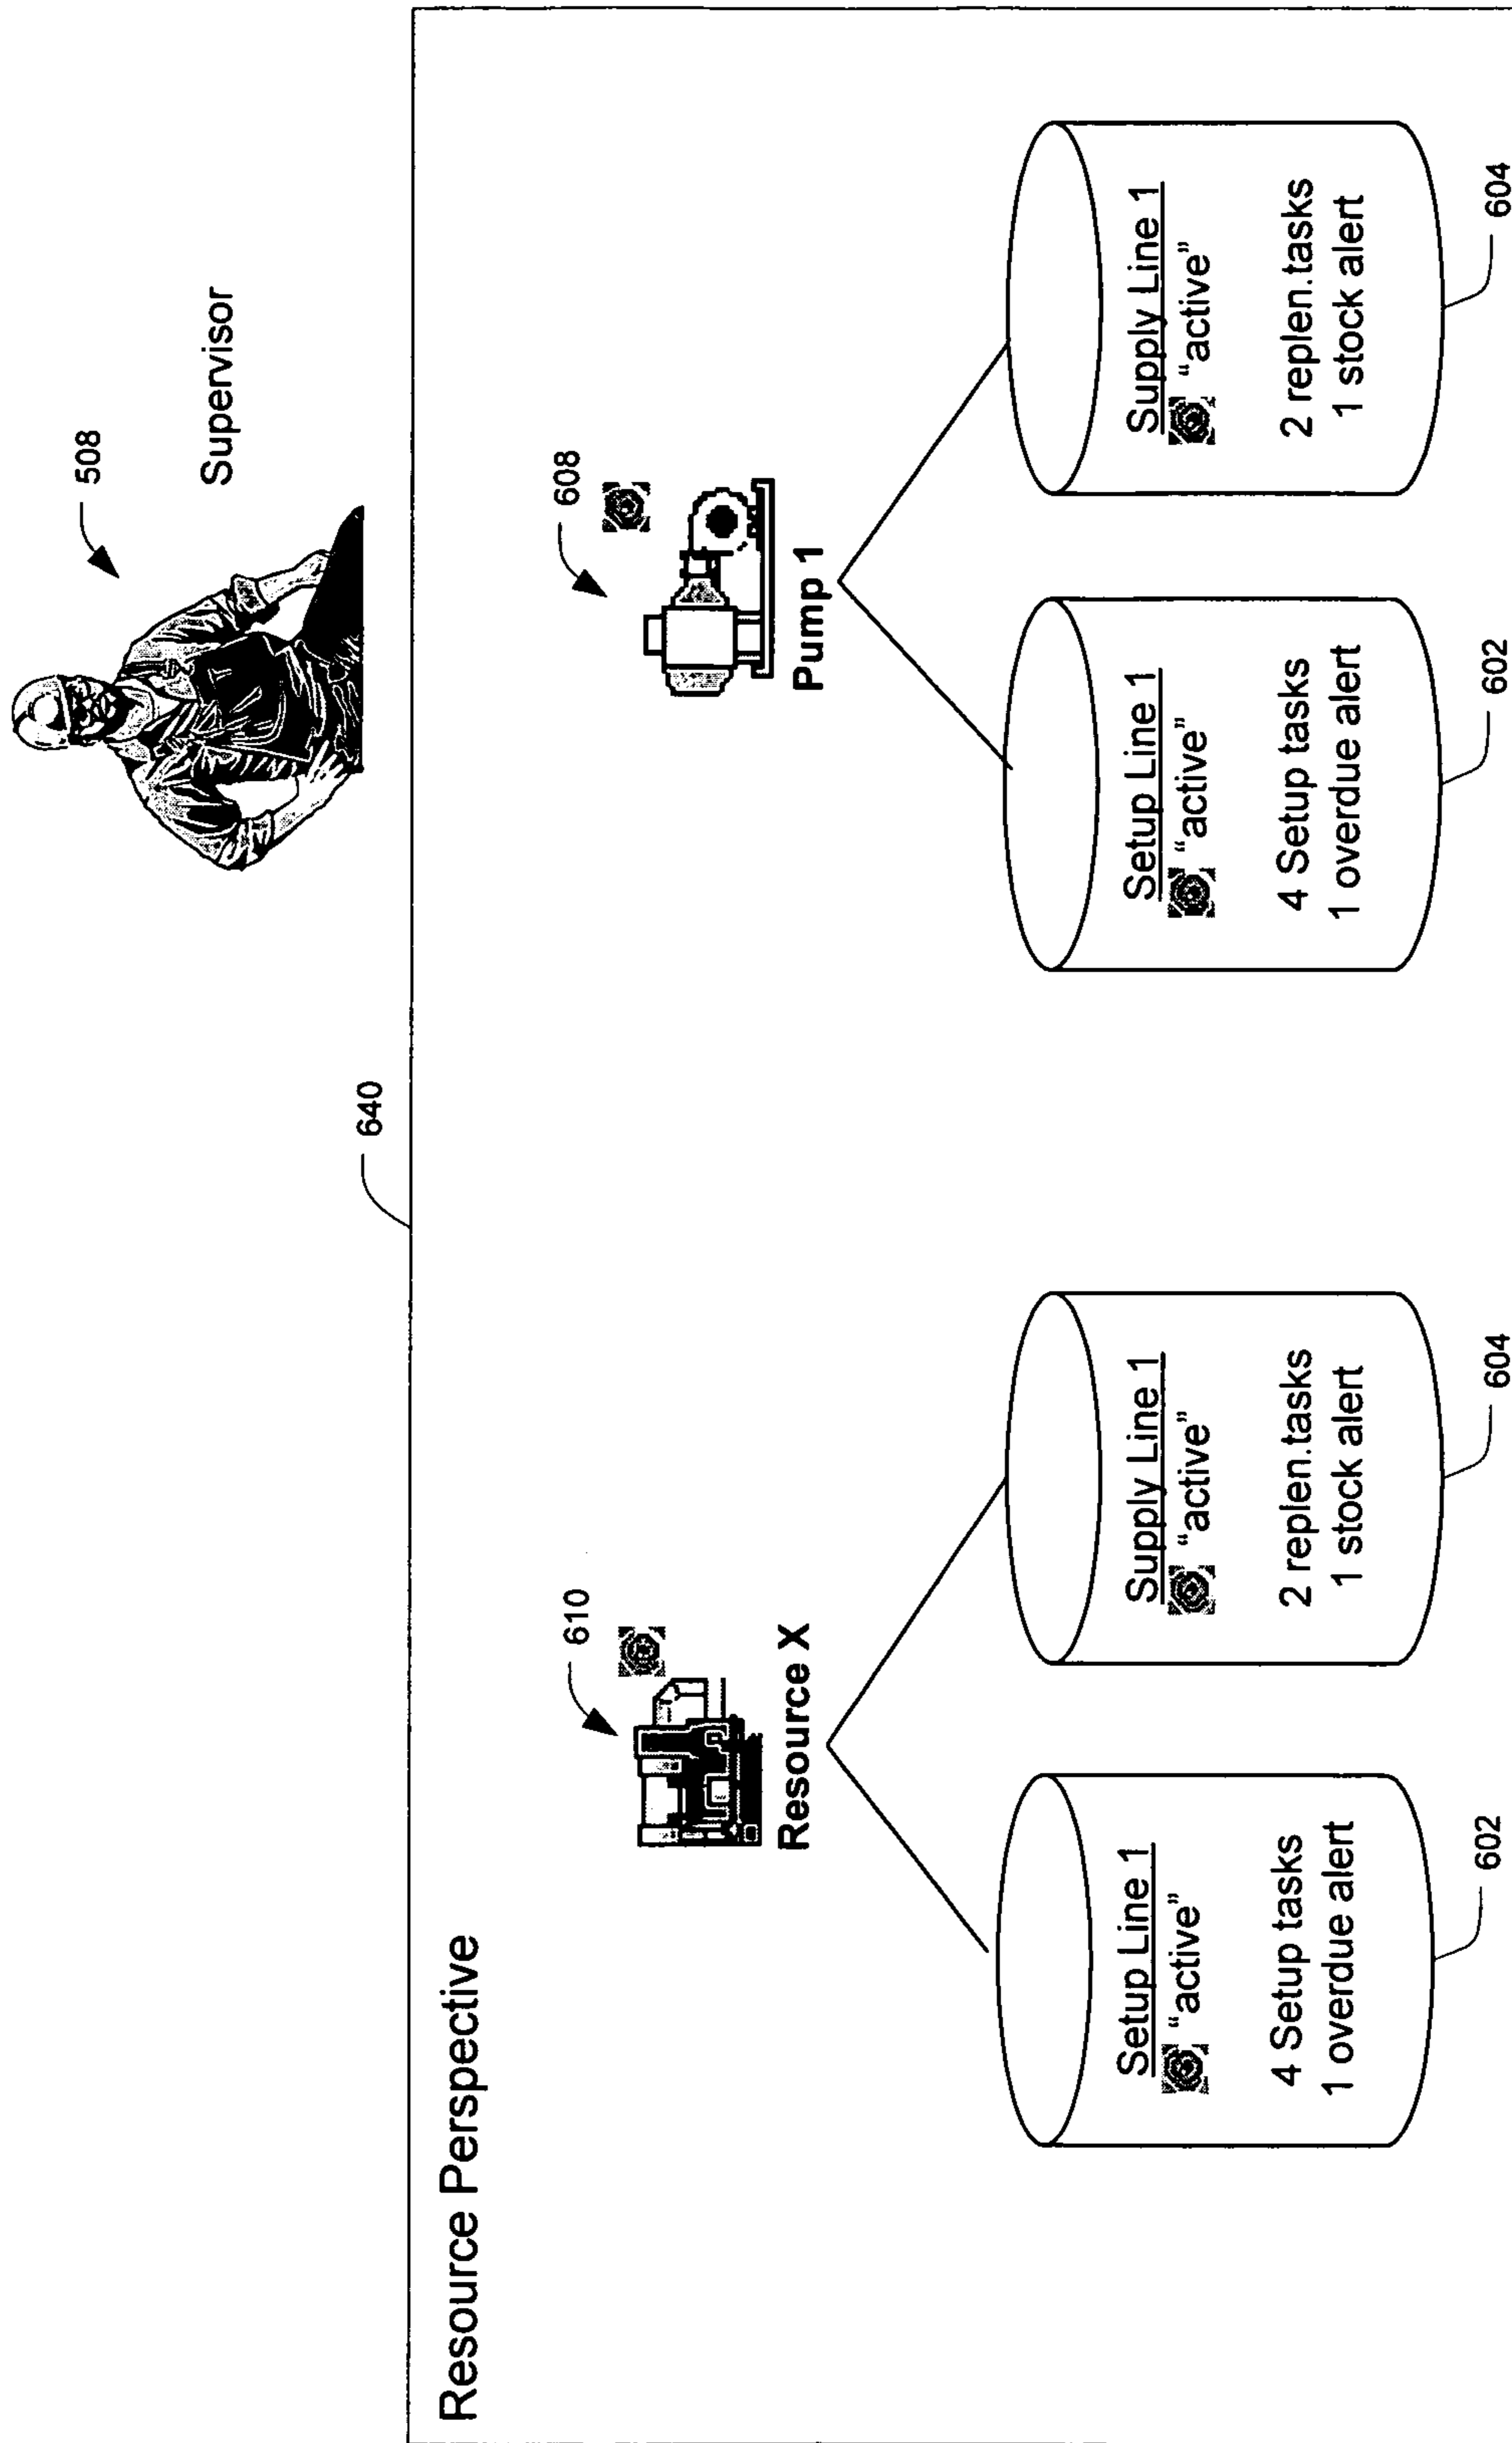 508
Supervisor
640
Resource Perspective
610
Resource X
608
Pump 1
Setup Line 1
“active”
4 Setup tasks
1 overdue alert
602
Supply Line 1
“active”
2 replen.tasks
1 stock alert
604
Setup Line 1
“active”
4 Setup tasks
1 overdue alert
602
Supply Line 1
“active”
2 replen.tasks
1 stock alert
604